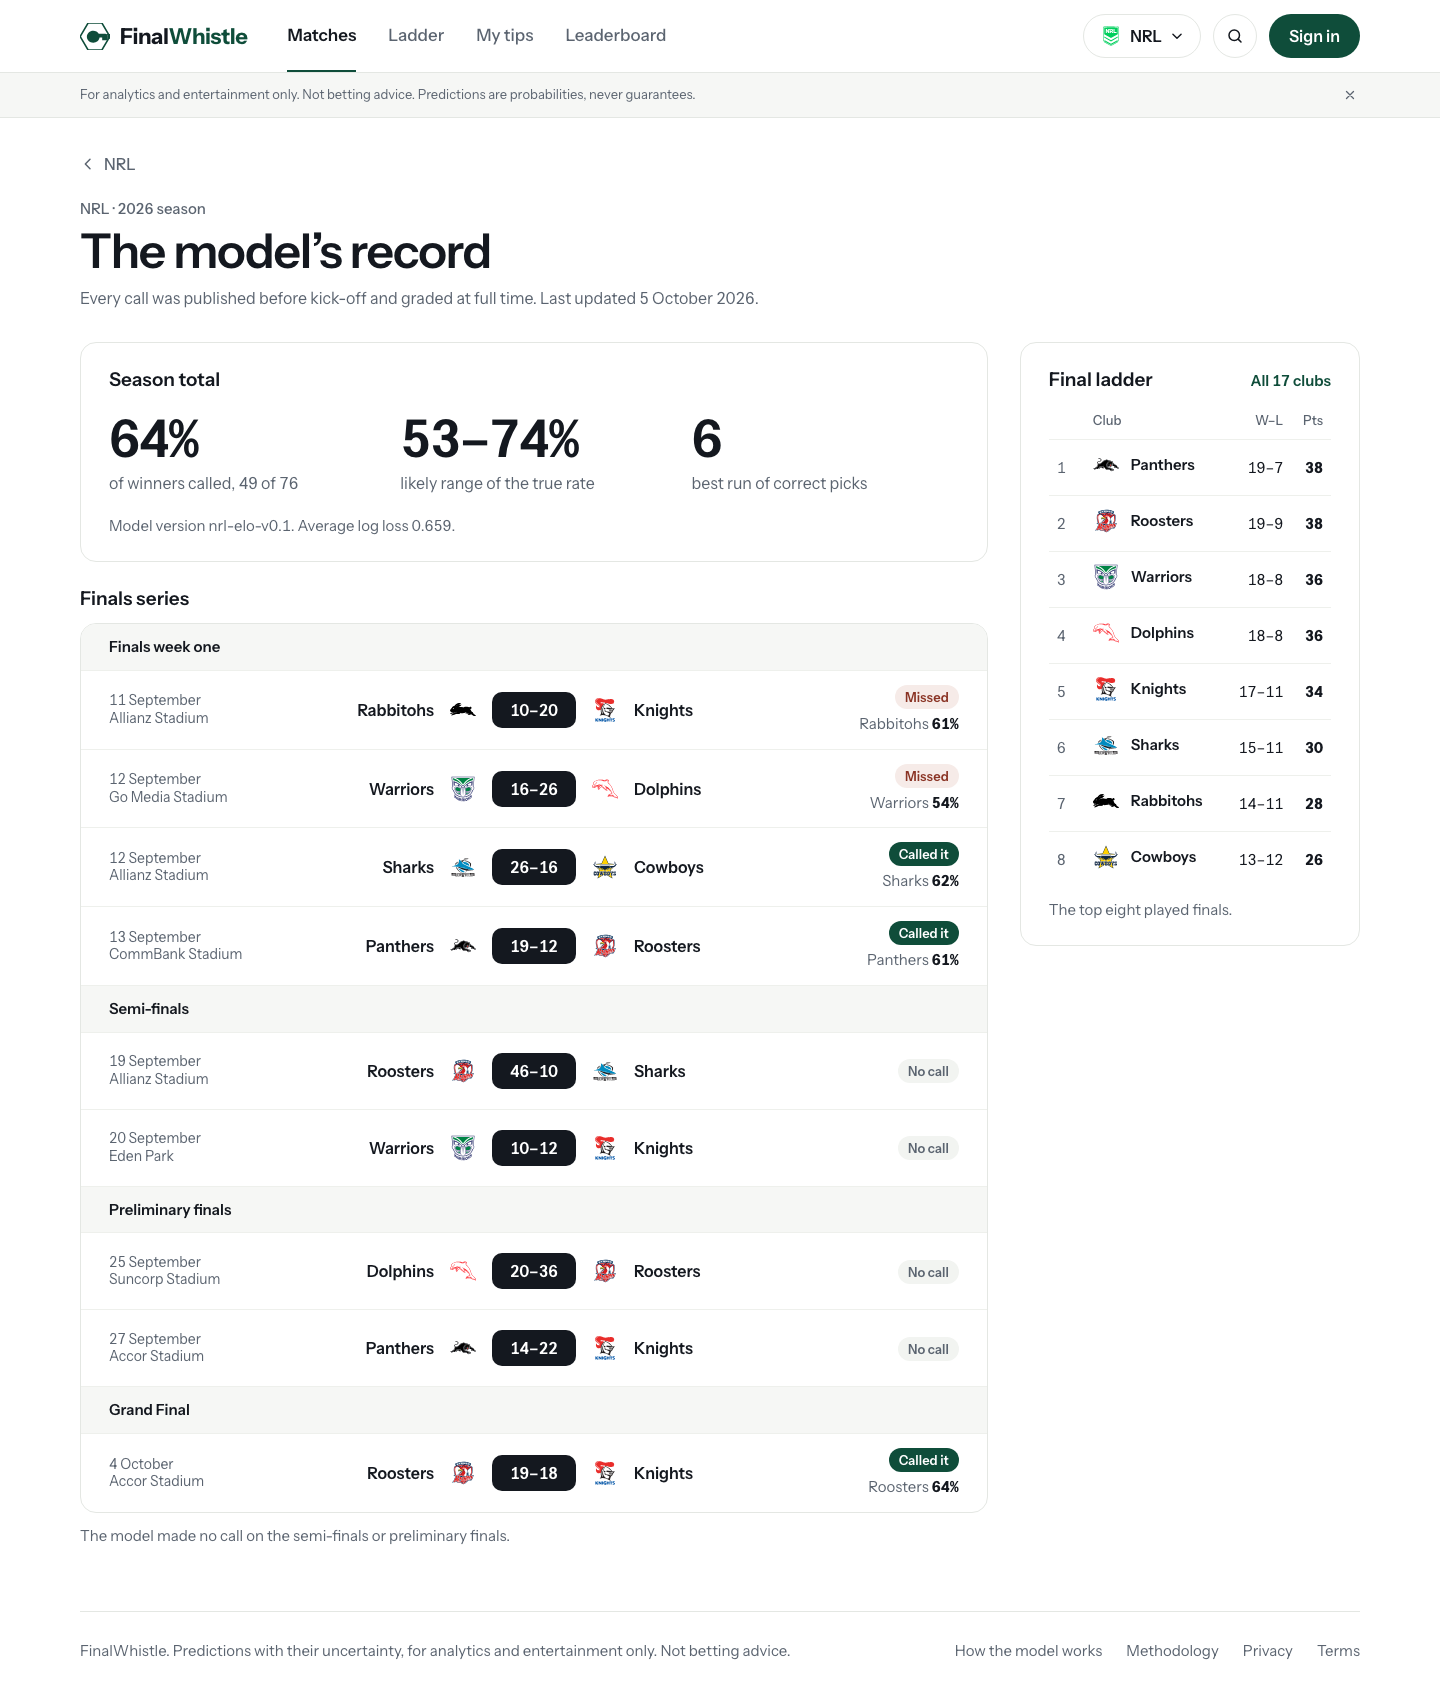 FinalWhistle
Matches
Ladder
My tips
Leaderboard
NRL
Sign in
For analytics and entertainment only. Not betting advice. Predictions are probabilities, never guarantees.
NRL
NRL · 2026 season
The model’s record
Every call was published before kick-off and graded at full time. Last updated 5 October 2026.
Season total
64%
of winners called, 49 of 76
53–74%
likely range of the true rate
6
best run of correct picks
Model version nrl-elo-v0.1. Average log loss 0.659.
Finals series
Finals week one
11 September
Allianz Stadium
Rabbitohs 10–20 Knights
Missed
Rabbitohs 61%
12 September
Go Media Stadium
Warriors 16–26 Dolphins
Missed
Warriors 54%
12 September
Allianz Stadium
Sharks 26–16 Cowboys
Called it
Sharks 62%
13 September
CommBank Stadium
Panthers 19–12 Roosters
Called it
Panthers 61%
Semi-finals
19 September
Allianz Stadium
Roosters 46–10 Sharks
No call
20 September
Eden Park
Warriors 10–12 Knights
No call
Preliminary finals
25 September
Suncorp Stadium
Dolphins 20–36 Roosters
No call
27 September
Accor Stadium
Panthers 14–22 Knights
No call
Grand Final
4 October
Accor Stadium
Roosters 19–18 Knights
Called it
Roosters 64%
The model made no call on the semi-finals or preliminary finals.
Final ladder
All 17 clubs
Club W–L Pts
1 Panthers 19–7 38
2 Roosters 19–9 38
3 Warriors 18–8 36
4 Dolphins 18–8 36
5 Knights 17–11 34
6 Sharks 15–11 30
7 Rabbitohs 14–11 28
8 Cowboys 13–12 26
The top eight played finals.
FinalWhistle. Predictions with their uncertainty, for analytics and entertainment only. Not betting advice.
How the model works
Methodology
Privacy
Terms